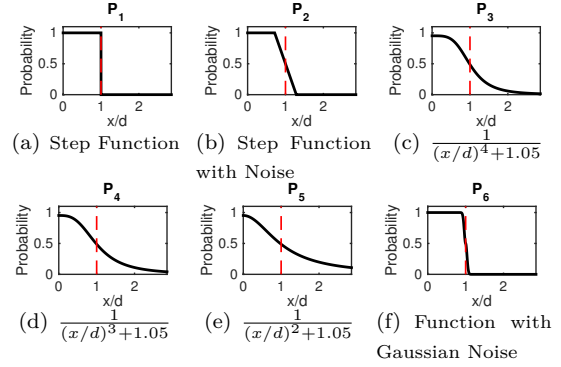 P1 P2 P3
Probability 1 0.5 0 0 1 2 x/d
Probability 1 0.5 0 0 1 2 x/d
Probability 1 0.5 0 0 1 2 x/d
(a) Step Function
(b) Step Function
with Noise
(c) 1/((x/d)^4+1.05)
P4 P5 P6
Probability 1 0.5 0 0 1 2 x/d
Probability 1 0.5 0 0 1 2 x/d
Probability 1 0.5 0 0 1 2 x/d
(d) 1/((x/d)^3+1.05)
(e) 1/((x/d)^2+1.05)
(f) Function with
Gaussian Noise